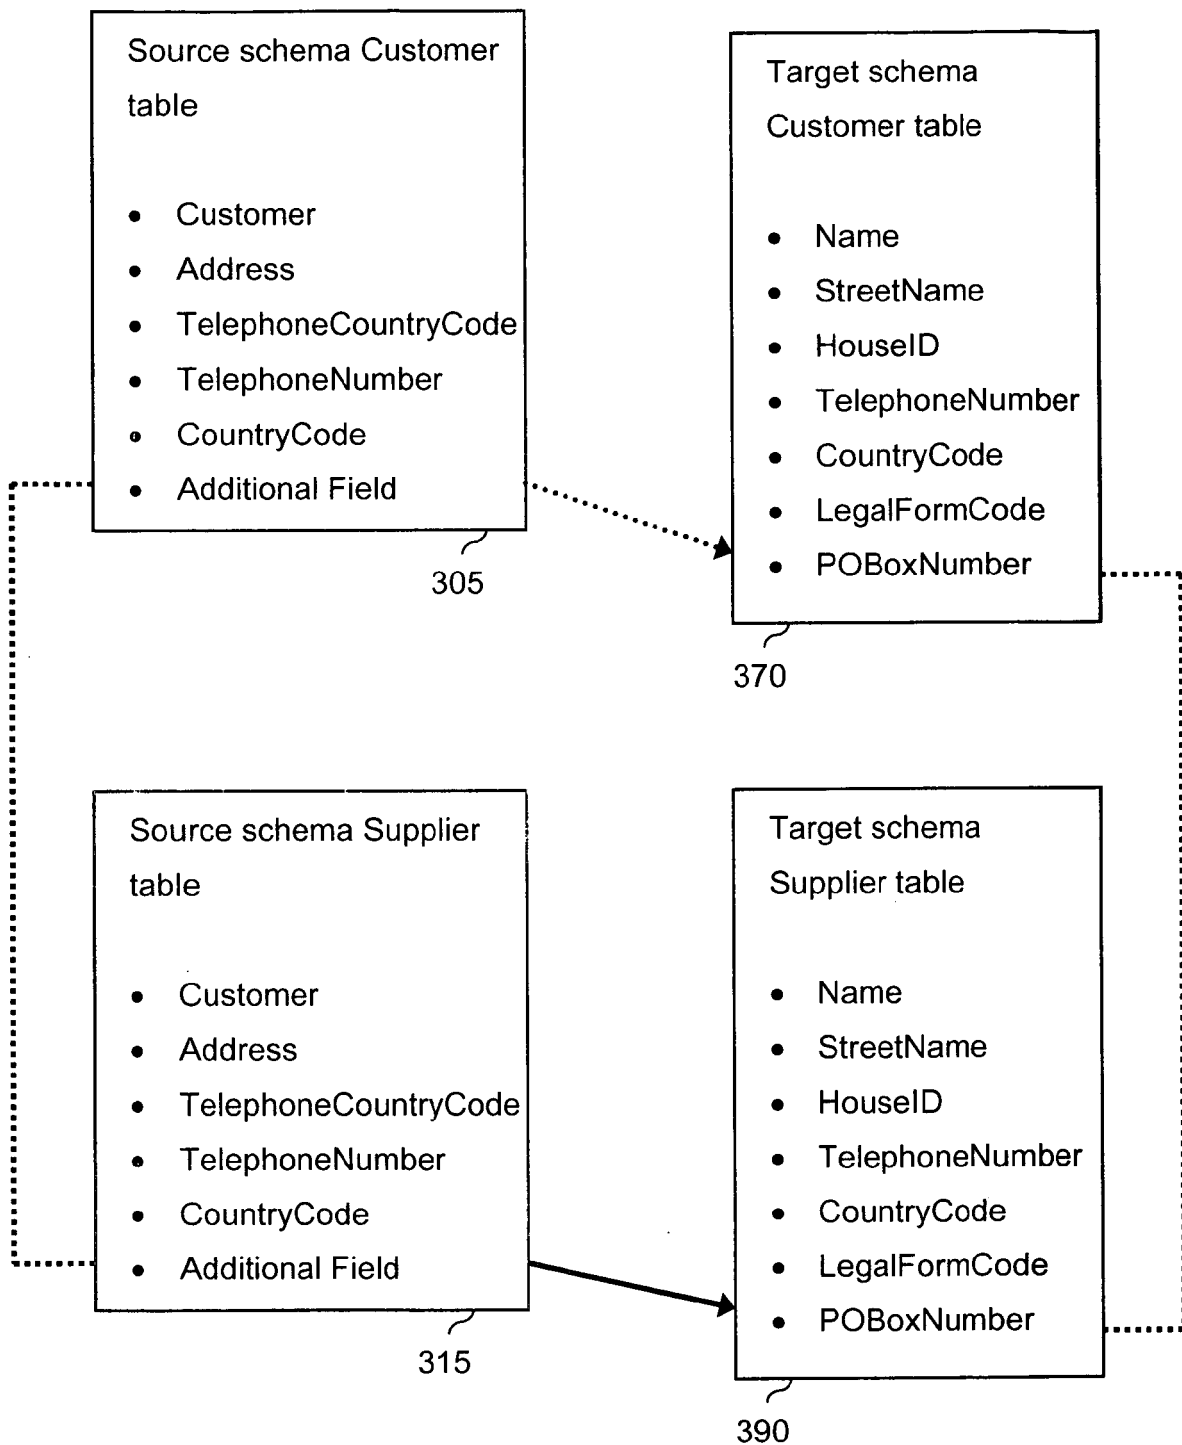 Source schema Customer
table
• Customer
• Address
• TelephoneCountryCode
• TelephoneNumber
• CountryCode
• Additional Field
305
Target schema
Customer table
• Name
• StreetName
• HouseID
• TelephoneNumber
• CountryCode
• LegalFormCode
• POBoxNumber
370
Source schema Supplier
table
• Customer
• Address
• TelephoneCountryCode
• TelephoneNumber
• CountryCode
• Additional Field
315
Target schema
Supplier table
• Name
• StreetName
• HouseID
• TelephoneNumber
• CountryCode
• LegalFormCode
• POBoxNumber
390